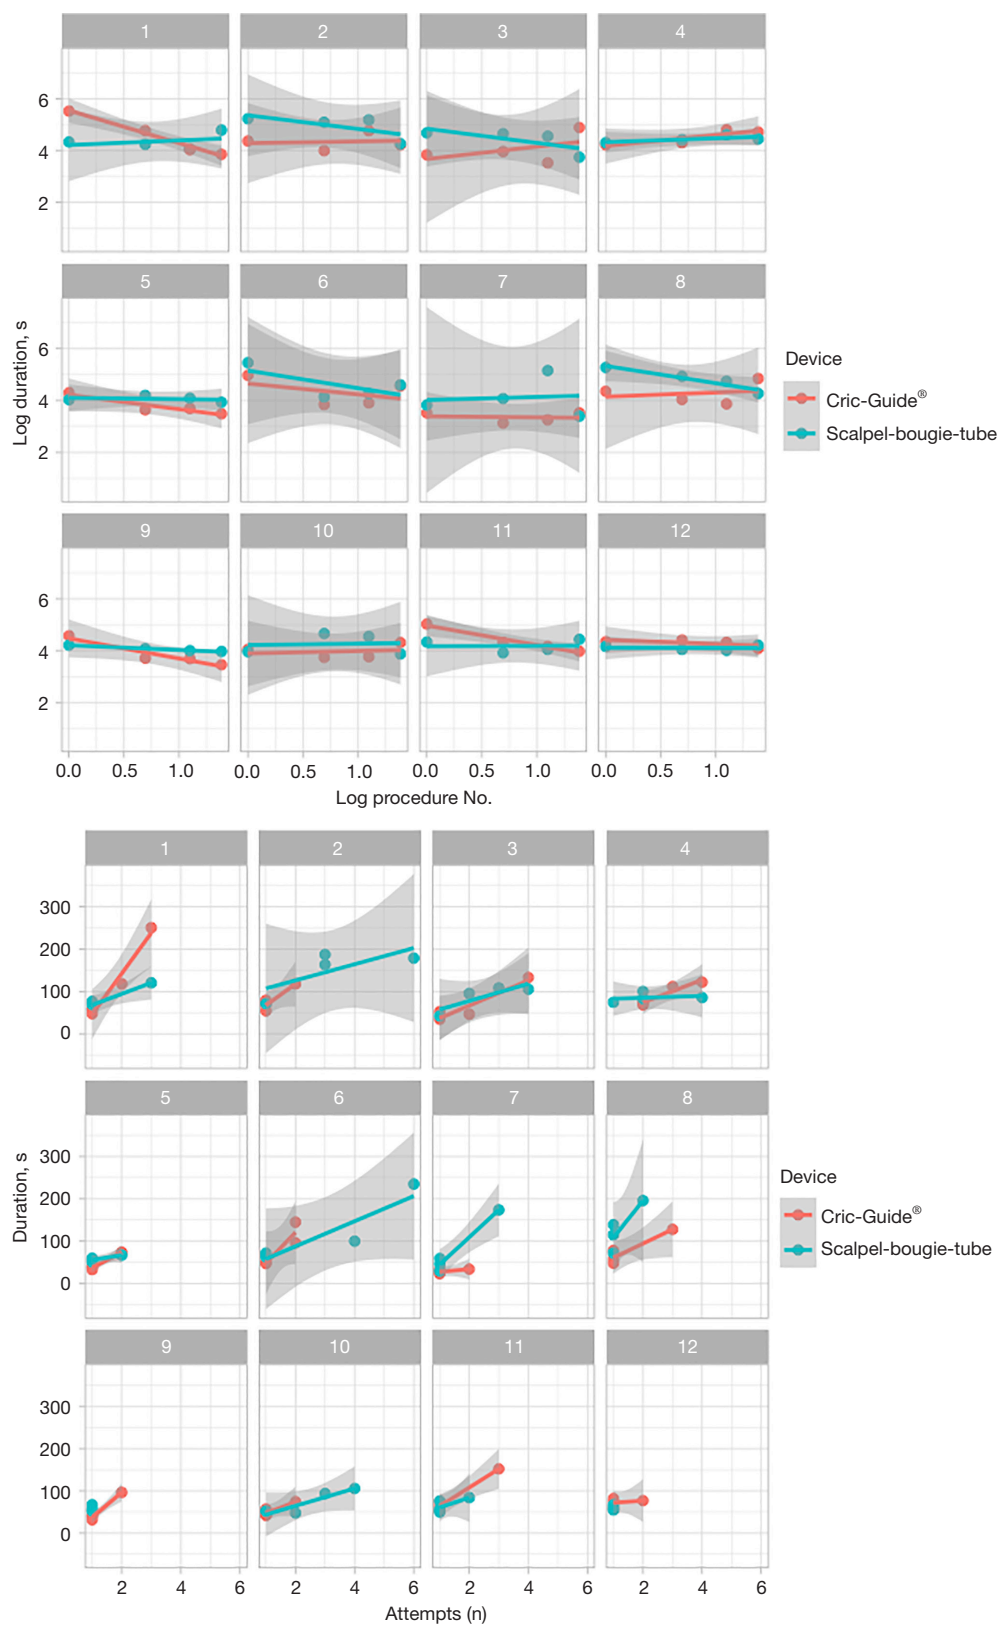 1 2 3 4
6
4
2
5 6 7 8
6
4
2
Log duration, s
Device
Cric-Guide®
Scalpel-bougie-tube
9 10 11 12
6
4
2
0.0 0.5 1.0 0.0 0.5 1.0 0.0 0.5 1.0 0.0 0.5 1.0
Log procedure No.
1 2 3 4
300
200
100
0
5 6 7 8
300
200
100
0
Duration, s
Device
Cric-Guide®
Scalpel-bougie-tube
9 10 11 12
300
200
100
0
2 4 6 2 4 6 2 4 6 2 4 6
Attempts (n)